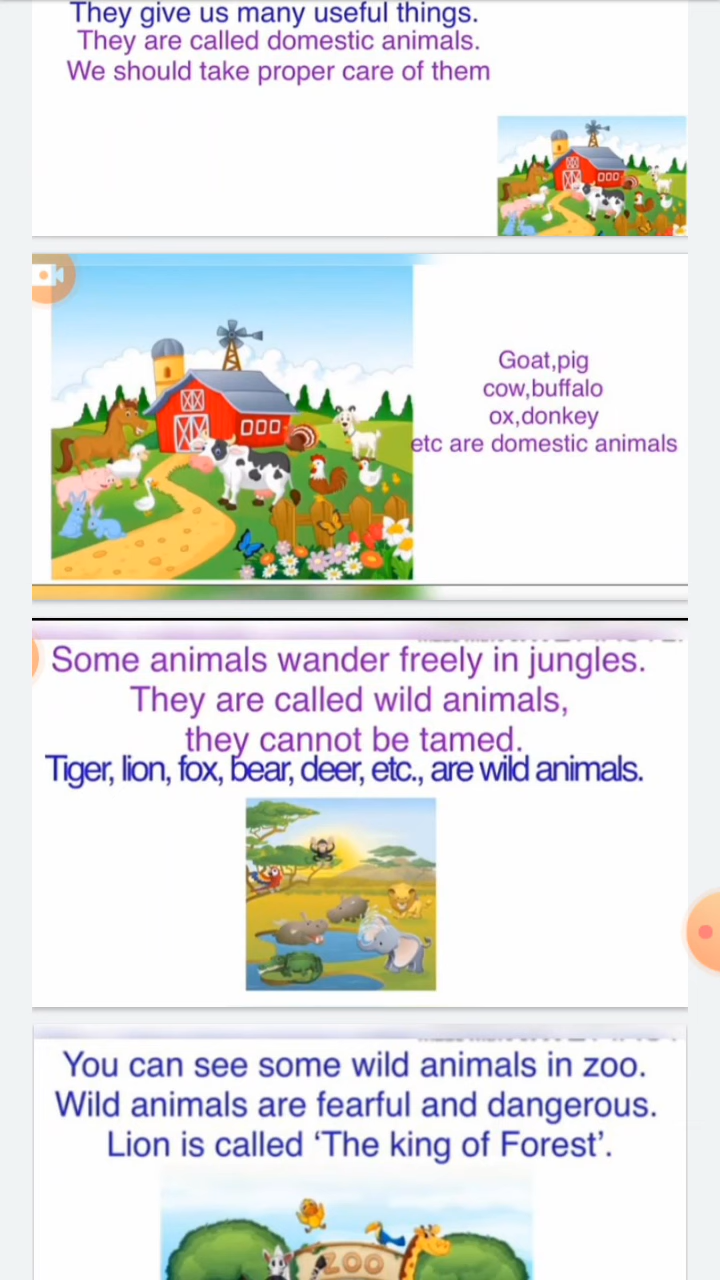 They give us many useful things.
They are called domestic animals.
We should take proper care of them
Goat,pig
cow,buffalo
ox,donkey
etc are domestic animals
Some animals wander freely in jungles.
They are called wild animals,
they cannot be tamed.
Tiger, lion, fox, bear, deer, etc., are wild animals.
You can see some wild animals in zoo.
Wild animals are fearful and dangerous.
Lion is called ‘The king of Forest’.
ZOO